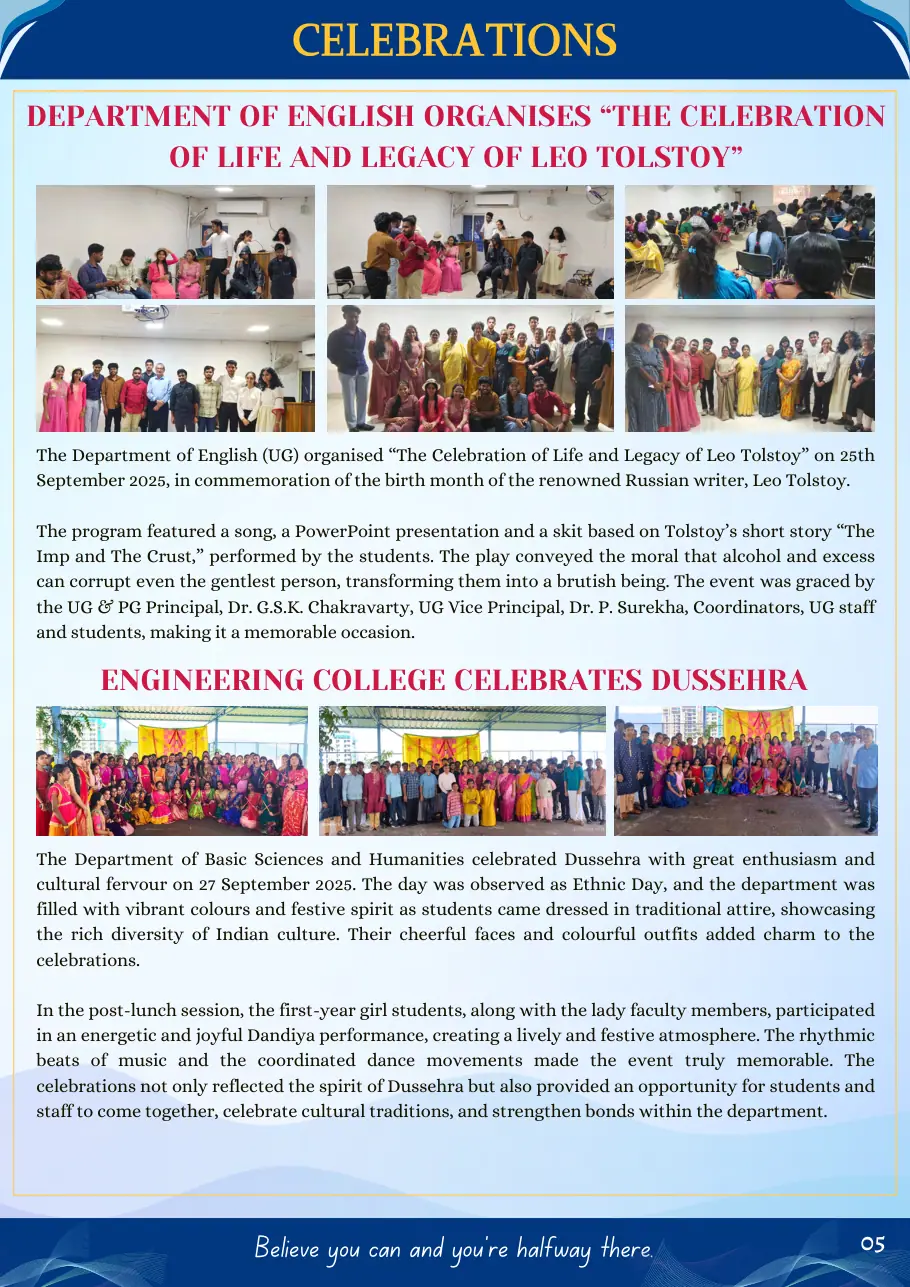 CELEBRATIONS
DEPARTMENT OF ENGLISH ORGANISES “THE CELEBRATION
OF LIFE AND LEGACY OF LEO TOLSTOY”
The Department of English (UG) organised “The Celebration of Life and Legacy of Leo Tolstoy” on 25th
September 2025, in commemoration of the birth month of the renowned Russian writer, Leo Tolstoy.
The program featured a song, a PowerPoint presentation and a skit based on Tolstoy’s short story “The
Imp and The Crust,” performed by the students. The play conveyed the moral that alcohol and excess
can corrupt even the gentlest person, transforming them into a brutish being. The event was graced by
the UG & PG Principal, Dr. G.S.K. Chakravarty, UG Vice Principal, Dr. P. Surekha, Coordinators, UG staff
and students, making it a memorable occasion.
ENGINEERING COLLEGE CELEBRATES DUSSEHRA
The Department of Basic Sciences and Humanities celebrated Dussehra with great enthusiasm and
cultural fervour on 27 September 2025. The day was observed as Ethnic Day, and the department was
filled with vibrant colours and festive spirit as students came dressed in traditional attire, showcasing
the rich diversity of Indian culture. Their cheerful faces and colourful outfits added charm to the
celebrations.
In the post-lunch session, the first-year girl students, along with the lady faculty members, participated
in an energetic and joyful Dandiya performance, creating a lively and festive atmosphere. The rhythmic
beats of music and the coordinated dance movements made the event truly memorable. The
celebrations not only reflected the spirit of Dussehra but also provided an opportunity for students and
staff to come together, celebrate cultural traditions, and strengthen bonds within the department.
Believe you can and you're halfway there.
05